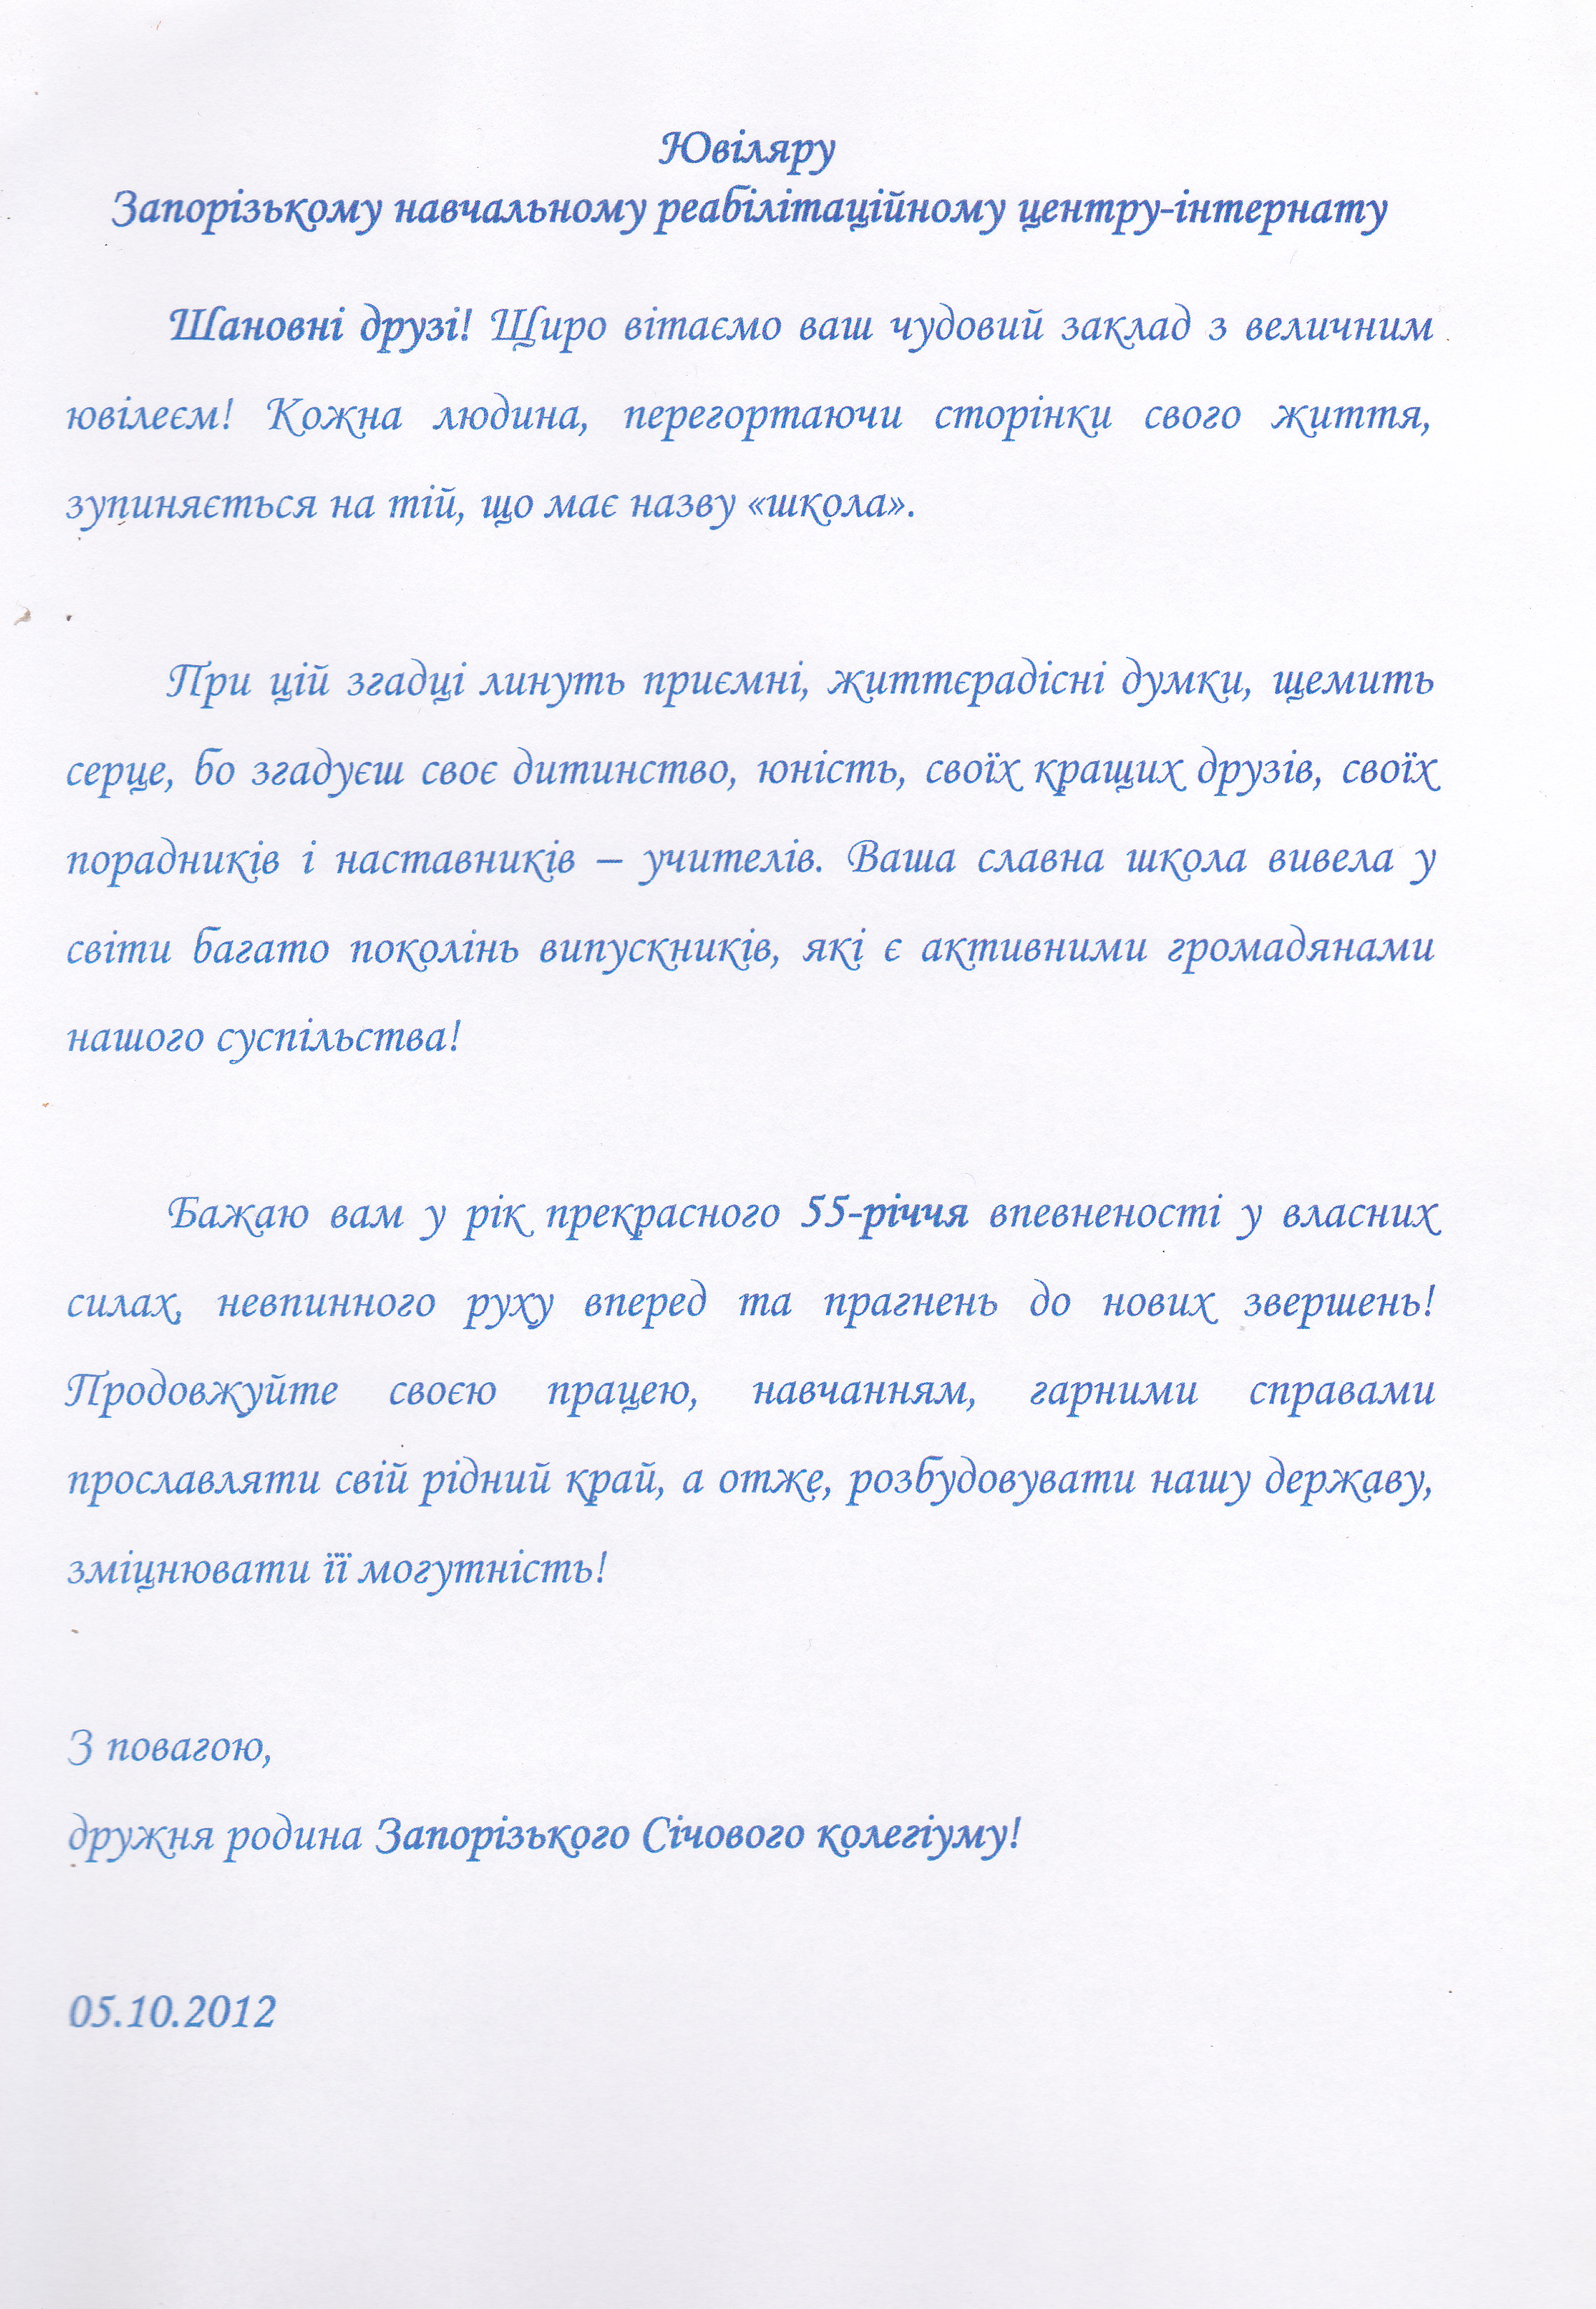 Ювіляру
Запорізькому навчальному реабілітаційному центру-інтернату
Шановні друзі! Щиро вітаємо ваш чудовий заклад з величним
ювілеєм! Кожна людина, перегортаючи сторінки свого життя,
зупиняється на тій, що має назву «школа».
При цій згадці линуть приємні, життєрадісні думки, щемить
серце, бо згадуєш своє дитинство, юність, своїх кращих друзів, своїх
порадників і наставників – учителів. Ваша славна школа вивела у
світи багато поколінь випускників, які є активними громадянами
нашого суспільства!
Бажаю вам у рік прекрасного 55-річчя впевненості у власних
силах, невпинного руху вперед та прагнень до нових звершень!
Продовжуйте своєю працею, навчанням, гарними справами
прославляти свій рідний край, а отже, розбудовувати нашу державу,
зміцнювати її могутність!
З повагою,
дружня родина Запорізького Січового колегіуму!
05.10.2012